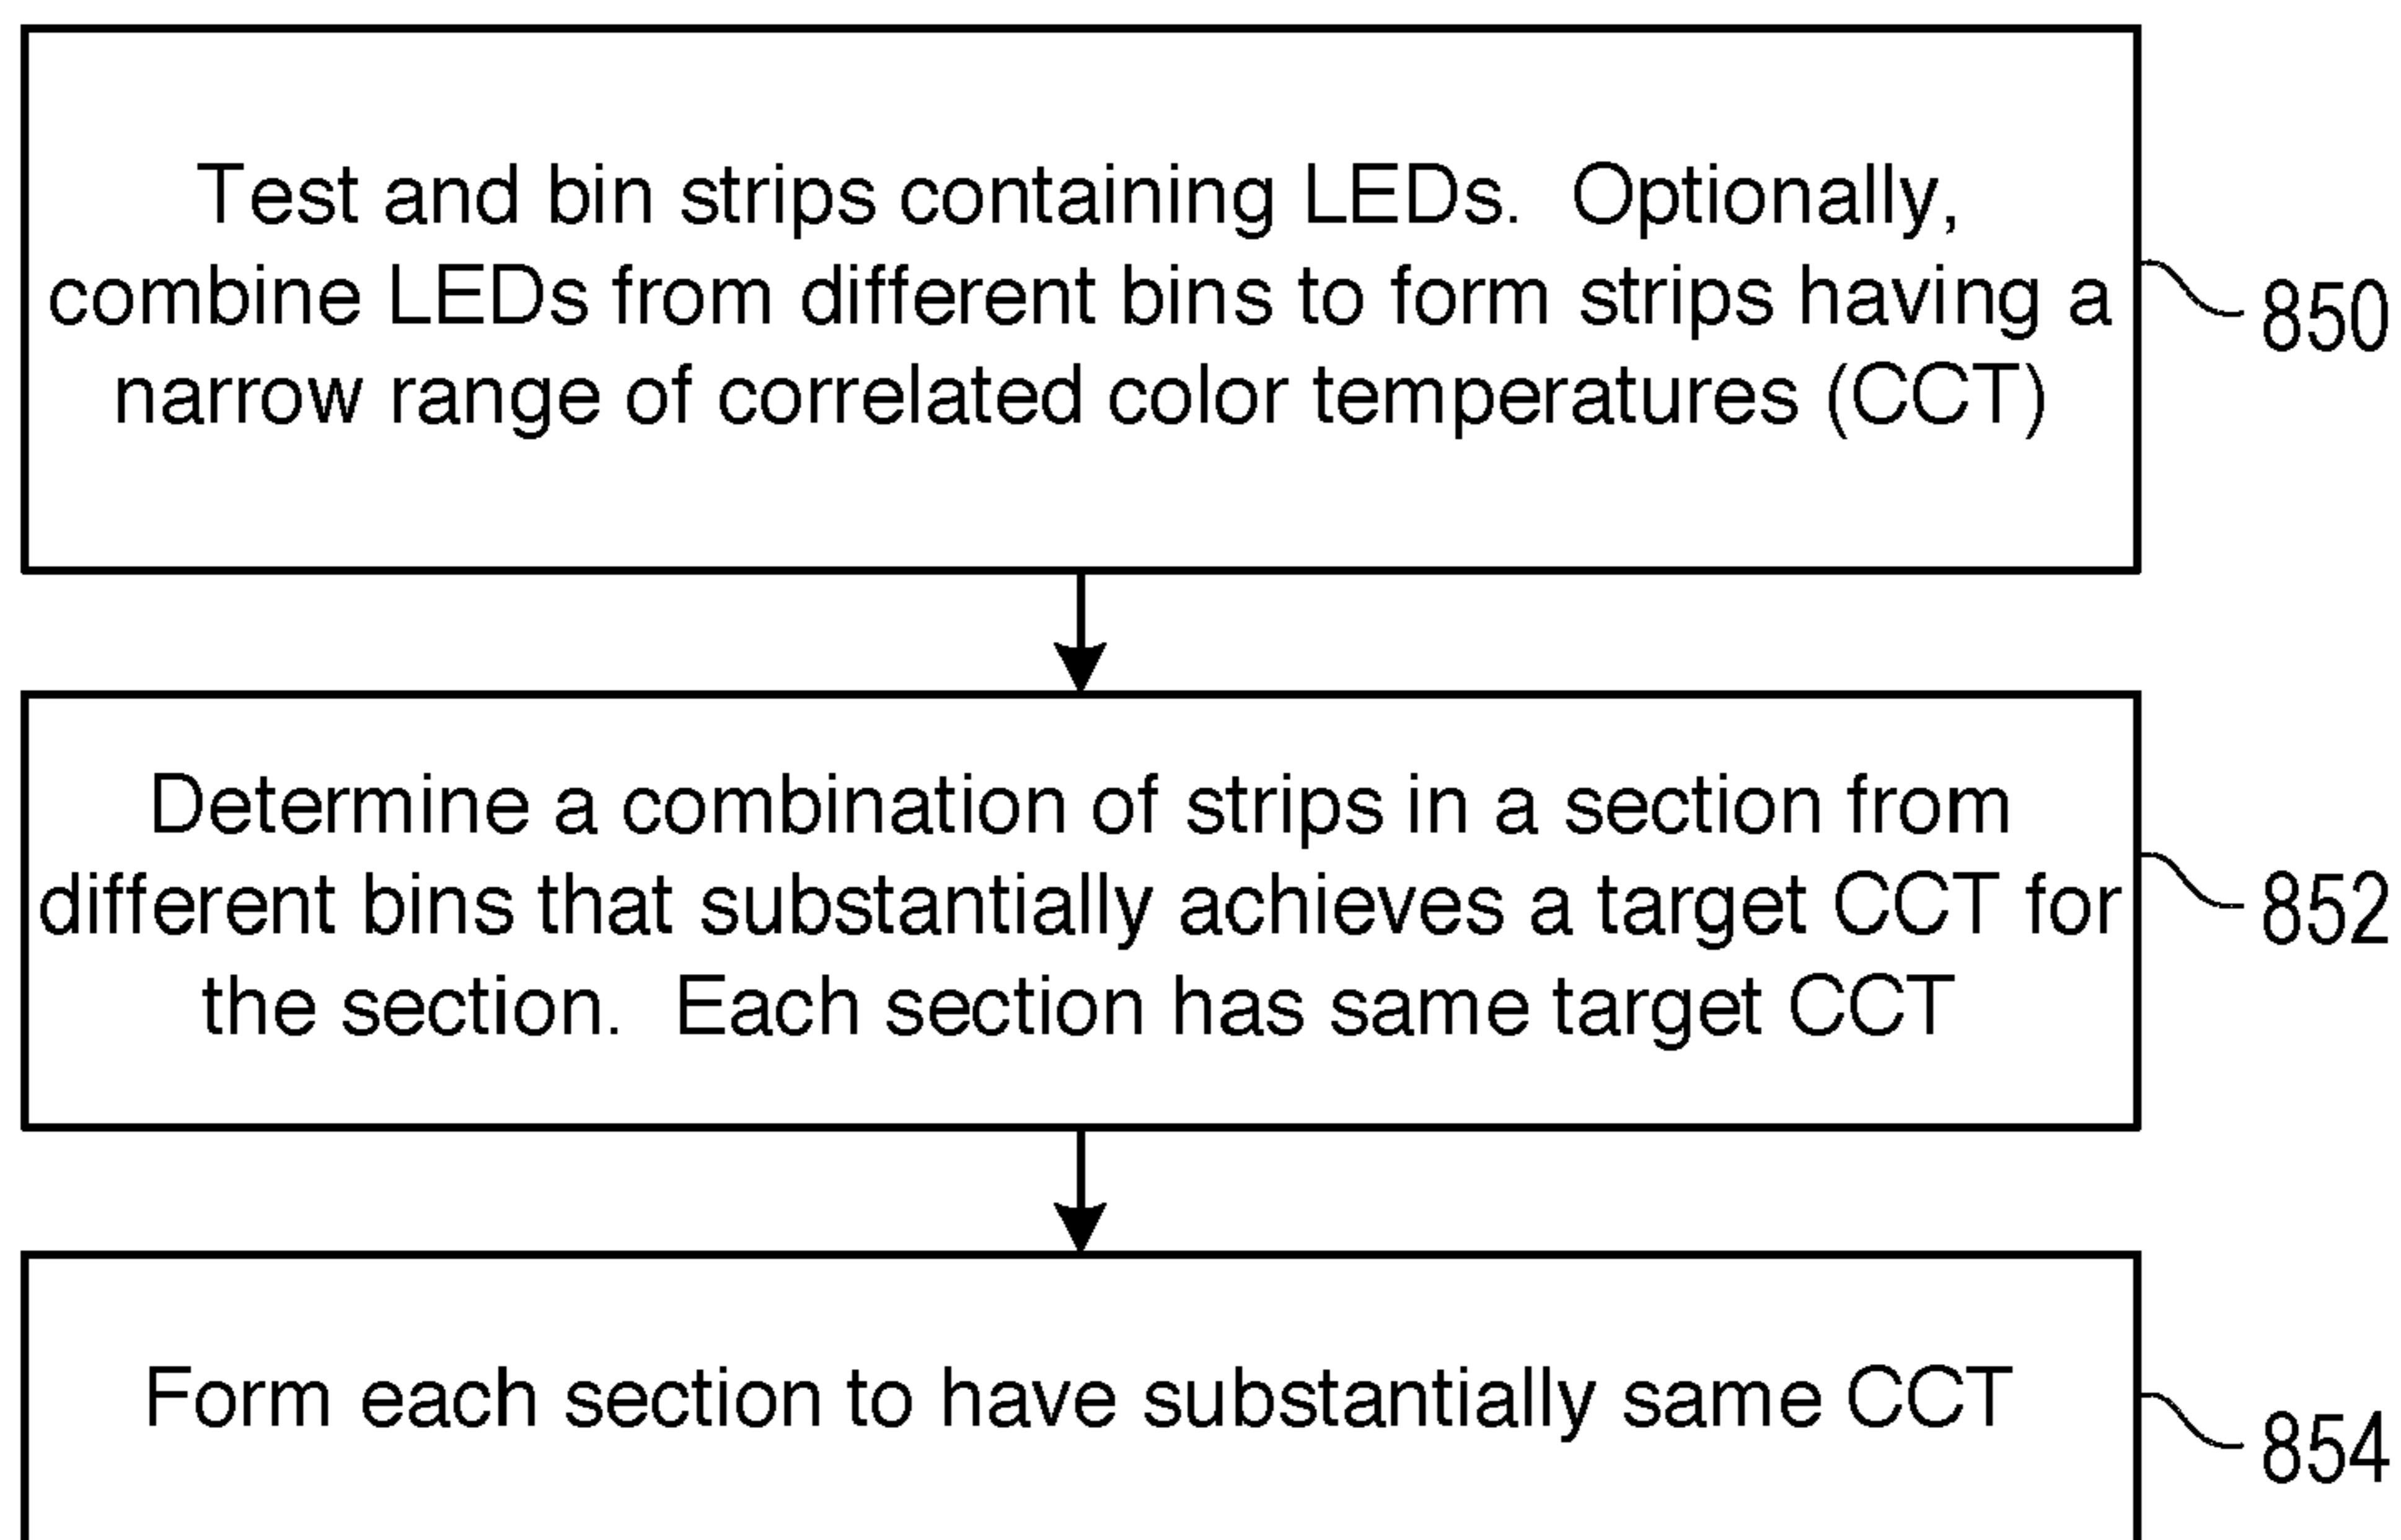 Test and bin strips containing LEDs. Optionally,
combine LEDs from different bins to form strips having a
narrow range of correlated color temperatures (CCT)
850
Determine a combination of strips in a section from
different bins that substantially achieves a target CCT for
the section. Each section has same target CCT
852
Form each section to have substantially same CCT
854